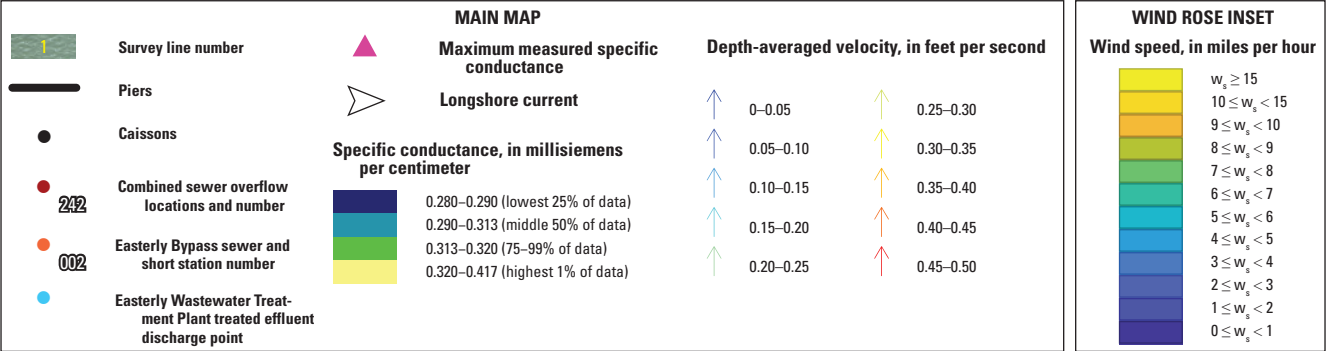 MAIN MAP
1
Survey line number
Piers
Caissons
242
Combined sewer overflow
locations and number
002
Easterly Bypass sewer and
short station number
Easterly Wastewater Treat-
ment Plant treated effluent
discharge point
Maximum measured specific
conductance
Longshore current
Specific conductance, in millisiemens
per centimeter
0.280–0.290 (lowest 25% of data)
0.290–0.313 (middle 50% of data)
0.313–0.320 (75–99% of data)
0.320–0.417 (highest 1% of data)
Depth-averaged velocity, in feet per second
0–0.05
0.05–0.10
0.10–0.15
0.15–0.20
0.20–0.25
0.25–0.30
0.30–0.35
0.35–0.40
0.40–0.45
0.45–0.50
WIND ROSE INSET
Wind speed, in miles per hour
wₛ ≥ 15
10 ≤ wₛ < 15
9 ≤ wₛ < 10
8 ≤ wₛ < 9
7 ≤ wₛ < 8
6 ≤ wₛ < 7
5 ≤ wₛ < 6
4 ≤ wₛ < 5
3 ≤ wₛ < 4
2 ≤ wₛ < 3
1 ≤ wₛ < 2
0 ≤ wₛ < 1